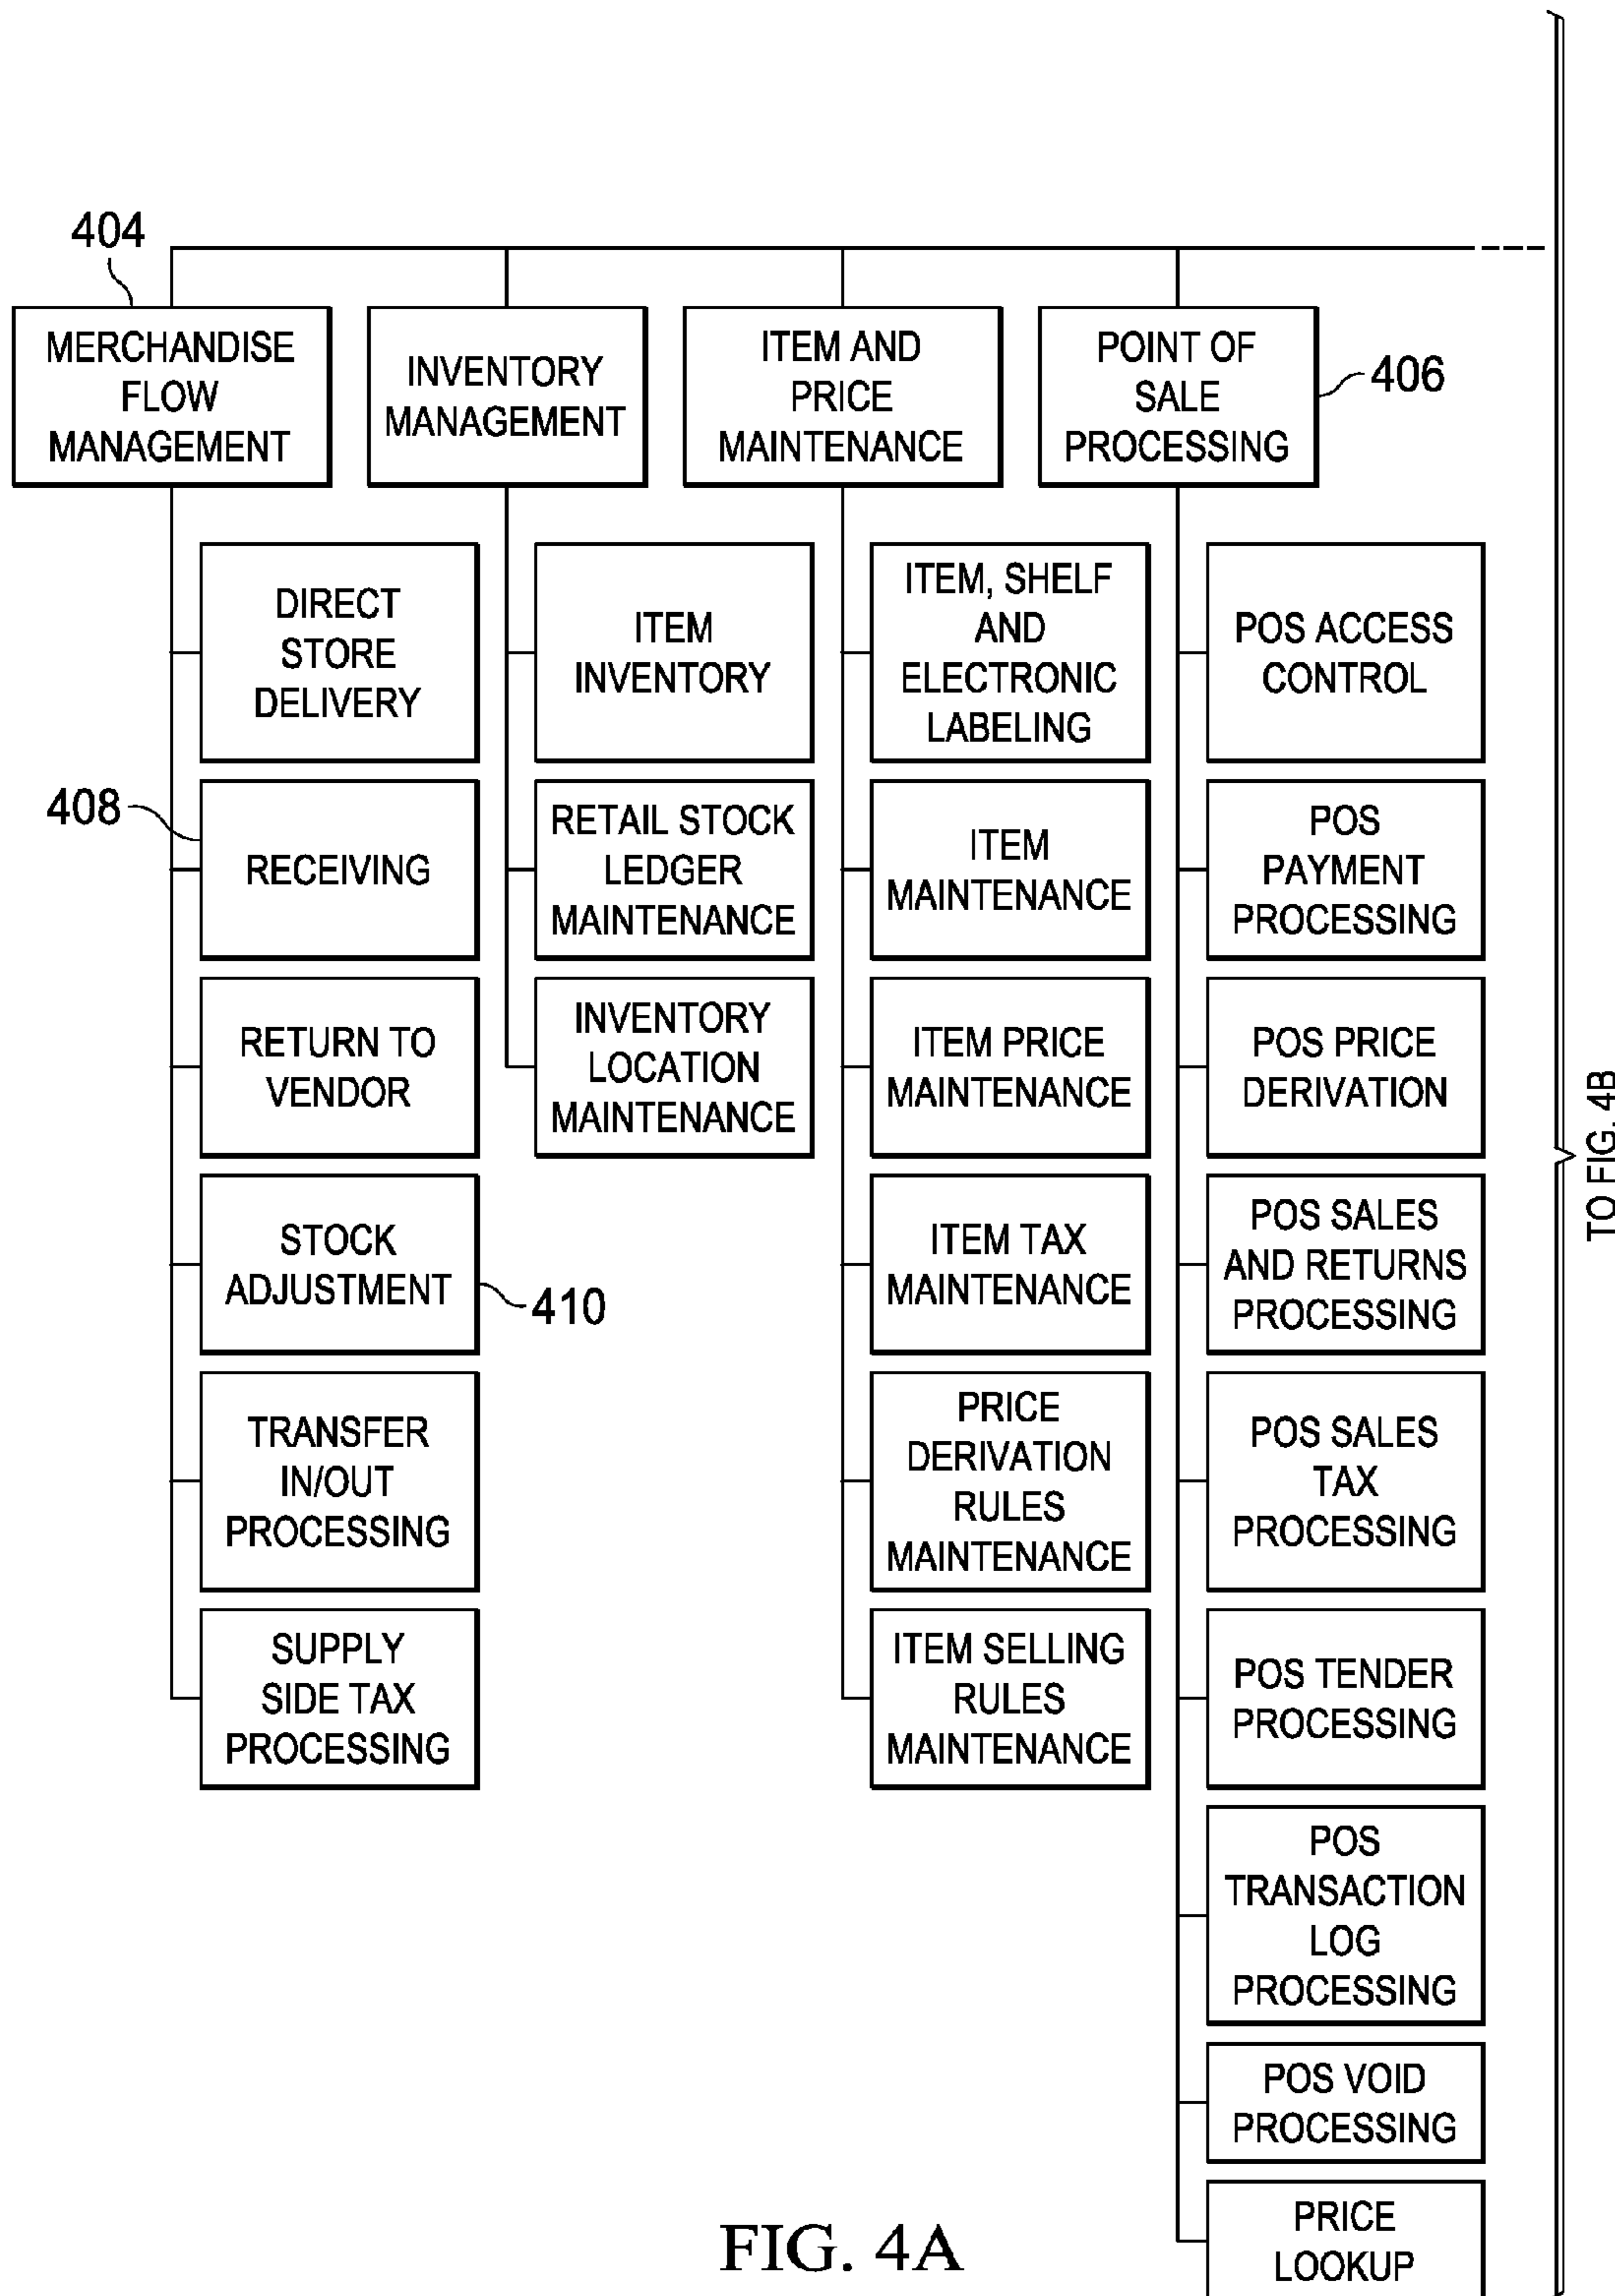 404
MERCHANDISE
FLOW
MANAGEMENT
INVENTORY
MANAGEMENT
ITEM AND
PRICE
MAINTENANCE
POINT OF
SALE
PROCESSING
406
DIRECT
STORE
DELIVERY
408
RECEIVING
RETURN TO
VENDOR
STOCK
ADJUSTMENT
410
TRANSFER
IN/OUT
PROCESSING
SUPPLY
SIDE TAX
PROCESSING
ITEM
INVENTORY
RETAIL STOCK
LEDGER
MAINTENANCE
INVENTORY
LOCATION
MAINTENANCE
ITEM, SHELF
AND
ELECTRONIC
LABELING
ITEM
MAINTENANCE
ITEM PRICE
MAINTENANCE
ITEM TAX
MAINTENANCE
PRICE
DERIVATION
RULES
MAINTENANCE
ITEM SELLING
RULES
MAINTENANCE
POS ACCESS
CONTROL
POS
PAYMENT
PROCESSING
POS PRICE
DERIVATION
POS SALES
AND RETURNS
PROCESSING
POS SALES
TAX
PROCESSING
POS TENDER
PROCESSING
POS
TRANSACTION
LOG
PROCESSING
POS VOID
PROCESSING
PRICE
LOOKUP
TO FIG. 4B
FIG. 4A